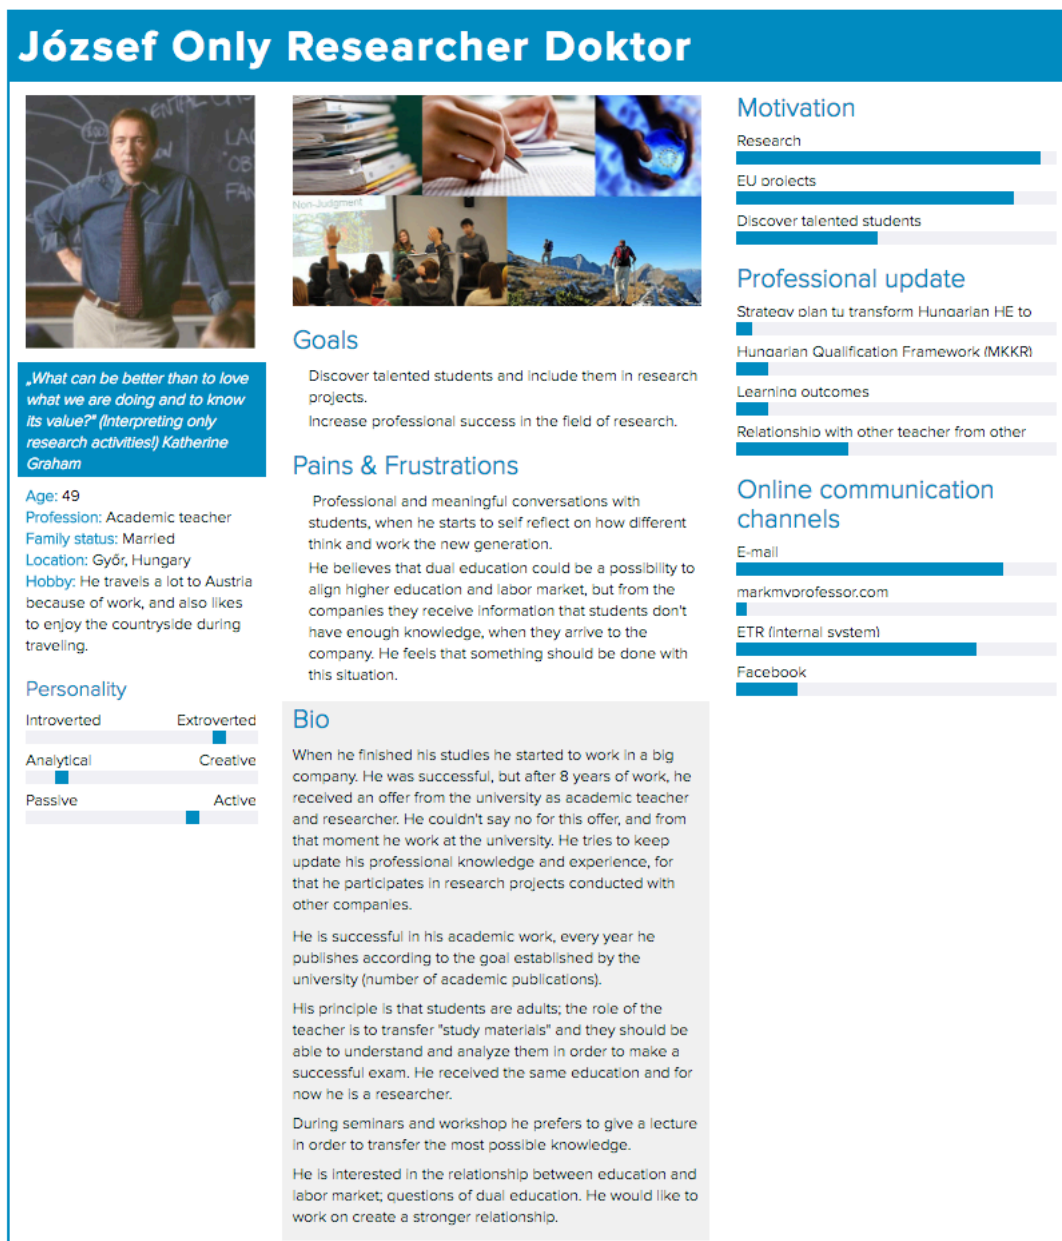 József Only Researcher Doktor
„What can be better than to love
what we are doing and to know
its value?" (Interpreting only
research activities!) Katherine
Graham
Age: 49
Profession: Academic teacher
Family status: Married
Location: Győr, Hungary
Hobby: He travels a lot to Austria
because of work, and also likes
to enjoy the countryside during
traveling.
Personality
Introverted Extroverted
Analytical Creative
Passive Active
Non-Judgment
Goals
Discover talented students and include them in research
projects.
Increase professional success in the field of research.
Pains & Frustrations
Professional and meaningful conversations with
students, when he starts to self reflect on how different
think and work the new generation.
He believes that dual education could be a possibility to
align higher education and labor market, but from the
companies they receive information that students don't
have enough knowledge, when they arrive to the
company. He feels that something should be done with
this situation.
Bio
When he finished his studies he started to work in a big
company. He was successful, but after 8 years of work, he
received an offer from the university as academic teacher
and researcher. He couldn't say no for this offer, and from
that moment he work at the university. He tries to keep
update his professional knowledge and experience, for
that he participates in research projects conducted with
other companies.
He is successful in his academic work, every year he
publishes according to the goal established by the
university (number of academic publications).
His principle is that students are adults; the role of the
teacher is to transfer "study materials" and they should be
able to understand and analyze them in order to make a
successful exam. He received the same education and for
now he is a researcher.
During seminars and workshop he prefers to give a lecture
in order to transfer the most possible knowledge.
He is interested in the relationship between education and
labor market; questions of dual education. He would like to
work on create a stronger relationship.
Motivation
Research
EU projects
Discover talented students
Professional update
Strategy plan tu transform Hungarian HE to
Hungarian Qualification Framework (MKKR)
Learning outcomes
Relationship with other teacher from other
Online communication
channels
E-mail
markmyprofessor.com
ETR (internal system)
Facebook